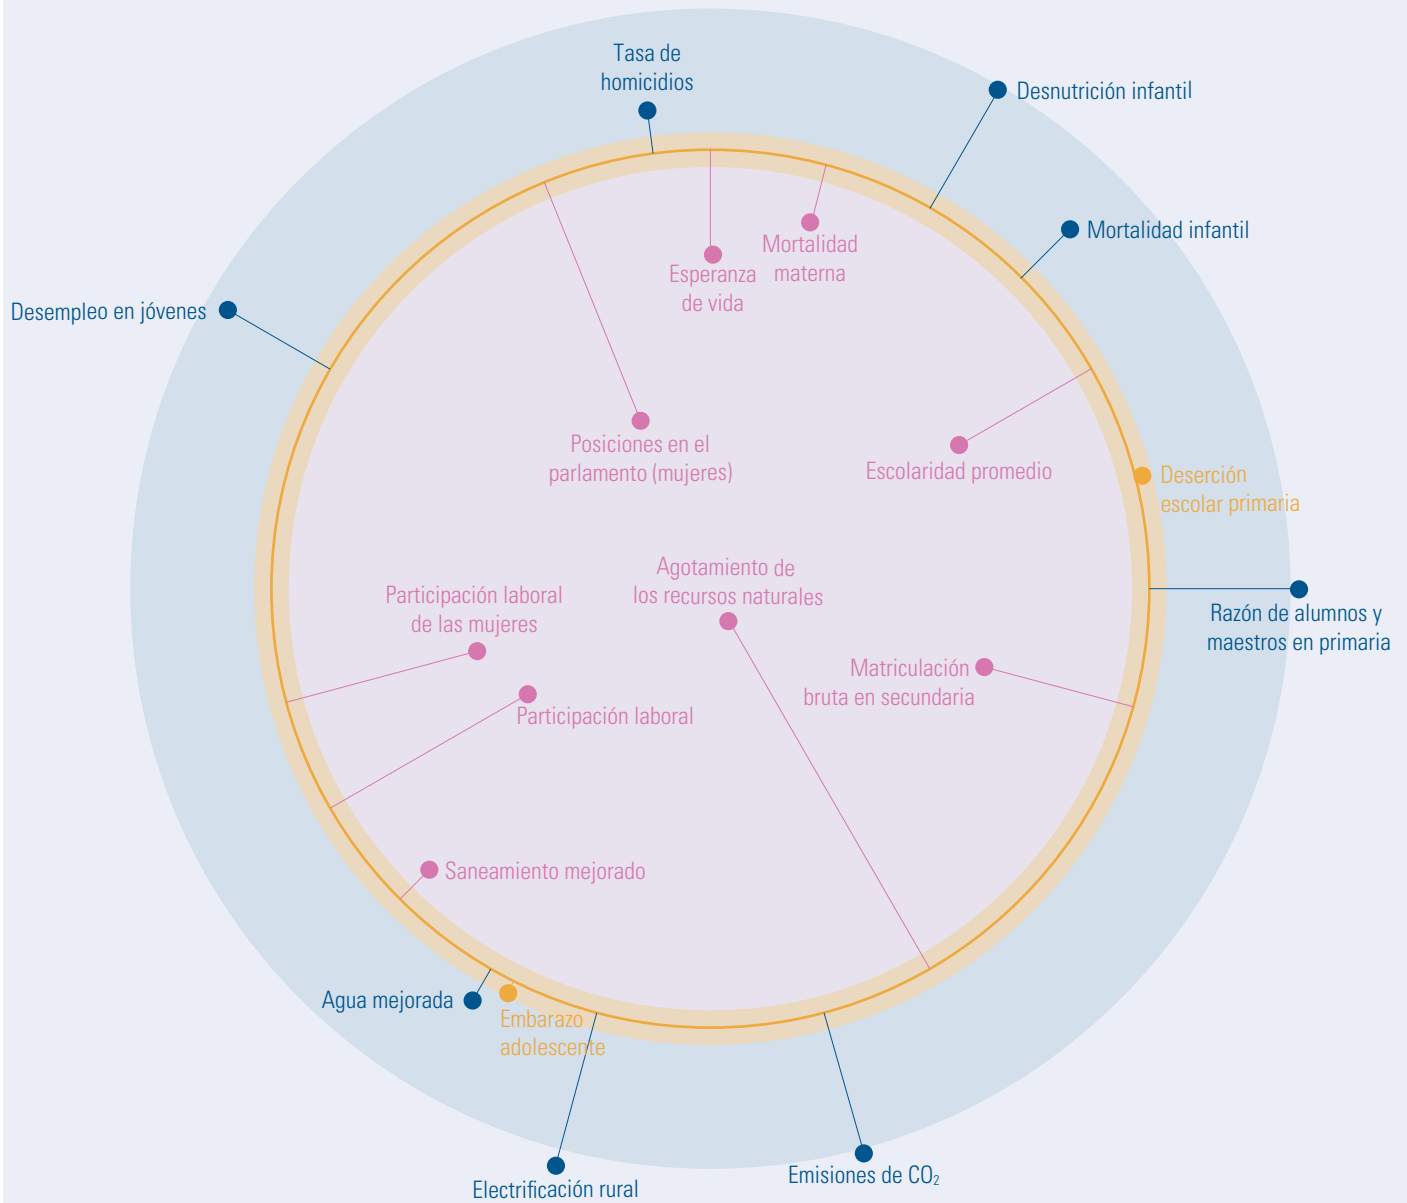 Tasa de
homicidios
Desnutrición infantil
Mortalidad infantil
Mortalidad
materna
Esperanza
de vida
Desempleo en jóvenes
Posiciones en el
parlamento (mujeres)
Escolaridad promedio
Deserción
escolar primaria
Agotamiento de
los recursos naturales
Participación laboral
de las mujeres
Razón de alumnos y
maestros en primaria
Matriculación
bruta en secundaria
Participación laboral
Saneamiento mejorado
Agua mejorada
Embarazo
adolescente
Emisiones de CO₂
Electrificación rural